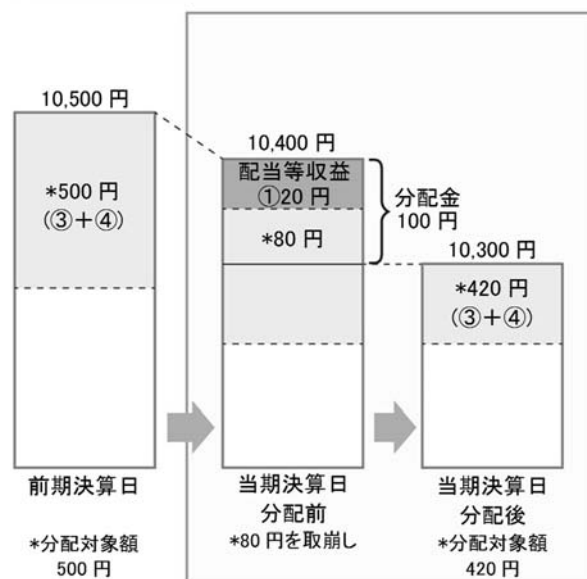 10,500 円
*500 円
(③+④)
前期決算日
*分配対象額
500 円
10,400 円
配当等収益
①20 円
*80 円
分配金
100 円
当期決算日
分配前
*80 円を取崩し
10,300 円
*420 円
(③+④)
当期決算日
分配後
*分配対象額
420 円